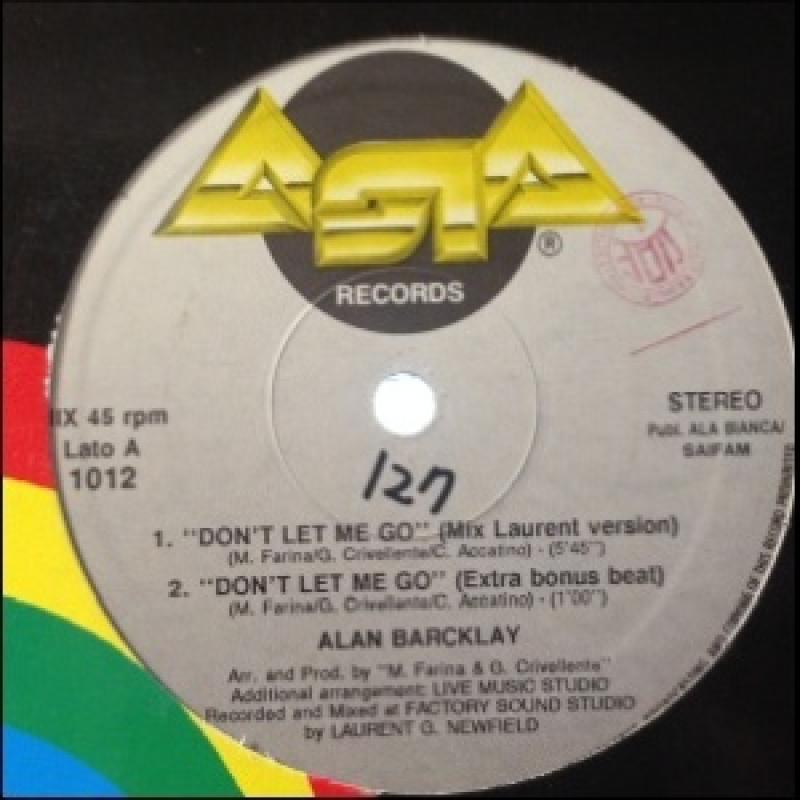 ASIA
®
RECORDS
STEREO
Publ. ALA BIANCA/
SAIFAM
IX 45 rpm
Lato A
1012
127
1. "DON'T LET ME GO" (Mix Laurent version)
(M. Farina/G. Crivellente/C. Accatino) - (5'45")
2. "DON'T LET ME GO" (Extra bonus beat)
(M. Farina/G. Crivellente/C. Accatino) - (1'00")
ALAN BARCKLAY
Arr. and Prod. by "M. Farina & G. Crivellente"
Additional arrangement: LIVE MUSIC STUDIO
Recorded and Mixed at FACTORY SOUND STUDIO
by LAURENT G. NEWFIELD